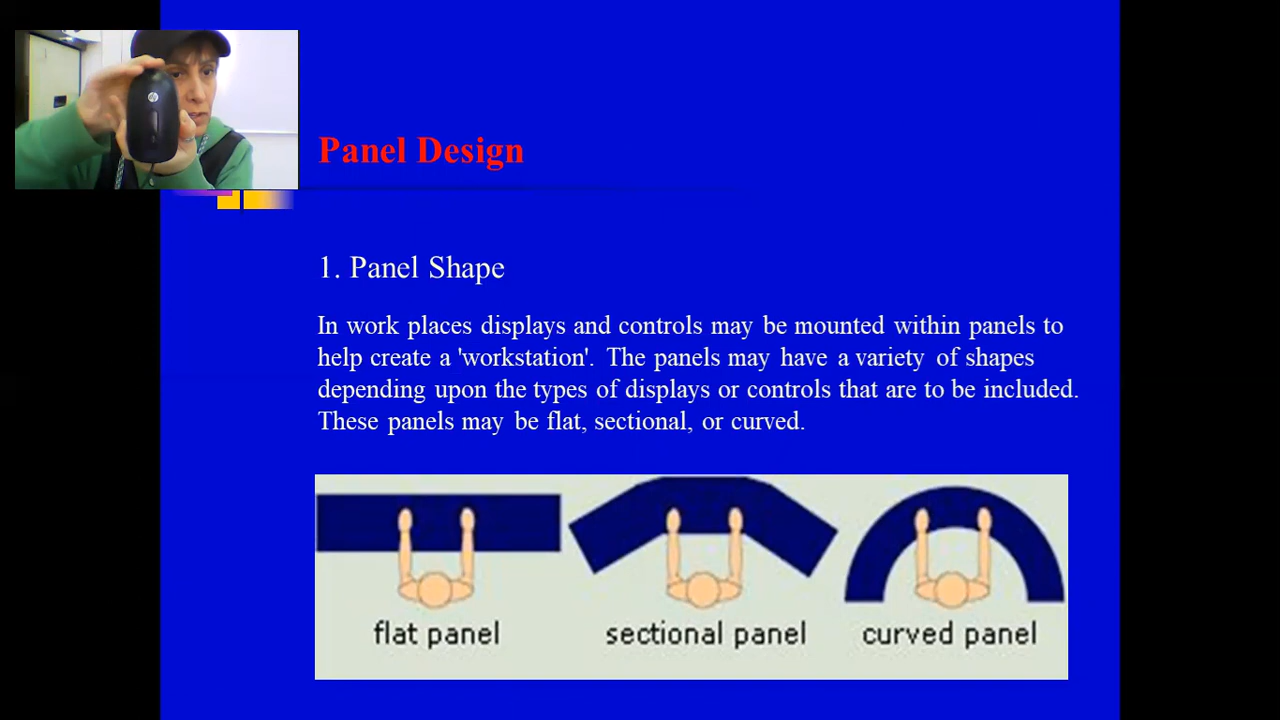 hp
Panel Design
1. Panel Shape
In work places displays and controls may be mounted within panels to
help create a 'workstation'. The panels may have a variety of shapes
depending upon the types of displays or controls that are to be included.
These panels may be flat, sectional, or curved.
flat panel sectional panel curved panel